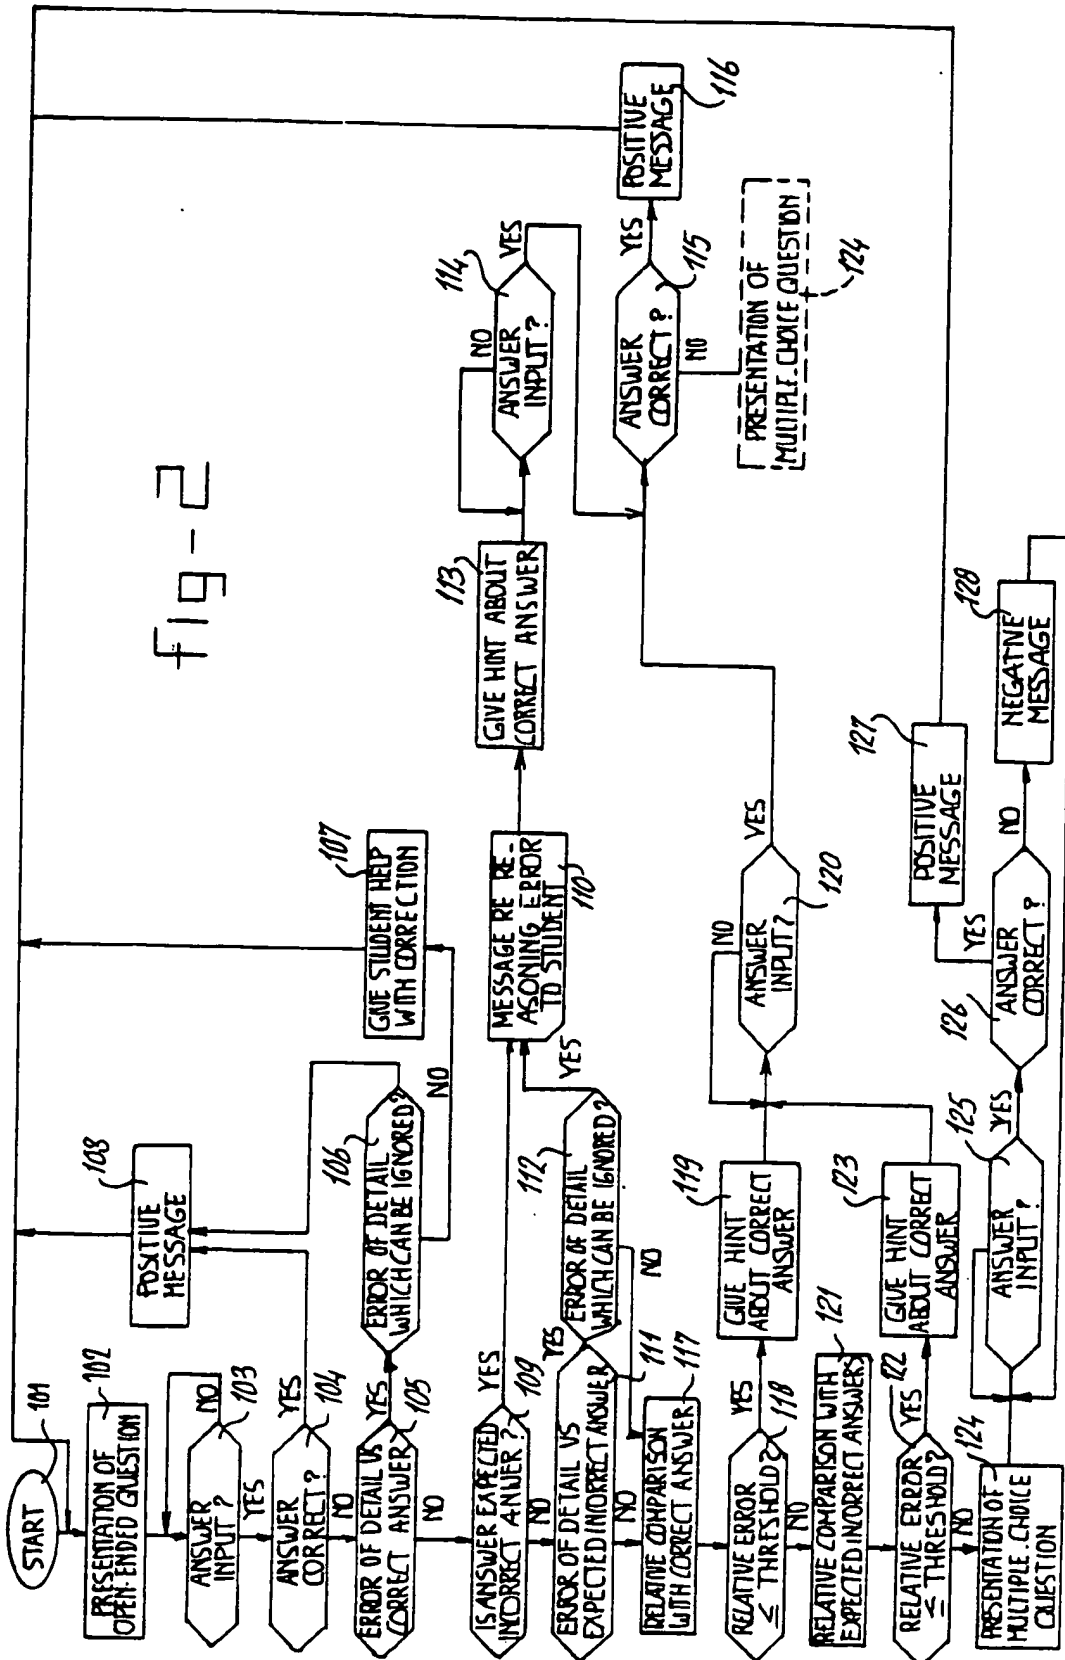 fig-2
START
101
PRESENTATION OF
OPEN-ENDED QUESTION
102
ANSWER
INPUT?
103
NO
YES
ANSWER
CORRECT?
104
YES
NO
ERROR OF DETAIL VS
CORRECT ANSWER
105
YES
NO
ERROR OF DETAIL
WHICH CAN BE IGNORED?
106
NO
GIVE STUDENT HELP
WITH CORRECTION
107
POSITIVE
MESSAGE
108
IS ANSWER EXPECTED
INCORRECT ANWER?
109
YES
NO
MESSAGE RE RE-
ASONING ERROR
TO STUDENT
110
ERROR OF DETAIL VS
EXPECTED INCORRECT ANSWER
111
YES
NO
ERROR OF DETAIL
WHICH CAN BE IGNORED?
112
YES
NO
GIVE HINT ABOUT
CORRECT ANSWER
113
ANSWER
INPUT?
114
NO
YES
ANSWER
CORRECT?
115
YES
NO
POSITIVE
MESSAGE
116
PRESENTATION OF
MULTIPLE-CHOICE QUESTION
124
RELATIVE COMPARISON
WITH CORRECT ANSWER
117
RELATIVE ERROR
≤ THRESHOLD?
118
YES
NO
GIVE HINT
ABOUT CORRECT
ANSWER
119
ANSWER
INPUT?
120
NO
YES
RELATIVE COMPARISON WITH
EXPECTED INCORRECT ANSWERS
121
RELATIVE ERROR
≤ THRESHOLD?
122
YES
NO
GIVE HINT
ABOUT CORRECT
ANSWER
123
PRESENTATION OF
MULTIPLE-CHOICE
QUESTION
124
ANSWER
INPUT?
125
YES
ANSWER
CORRECT?
126
YES
NO
POSITIVE
MESSAGE
127
NEGATIVE
MESSAGE
128